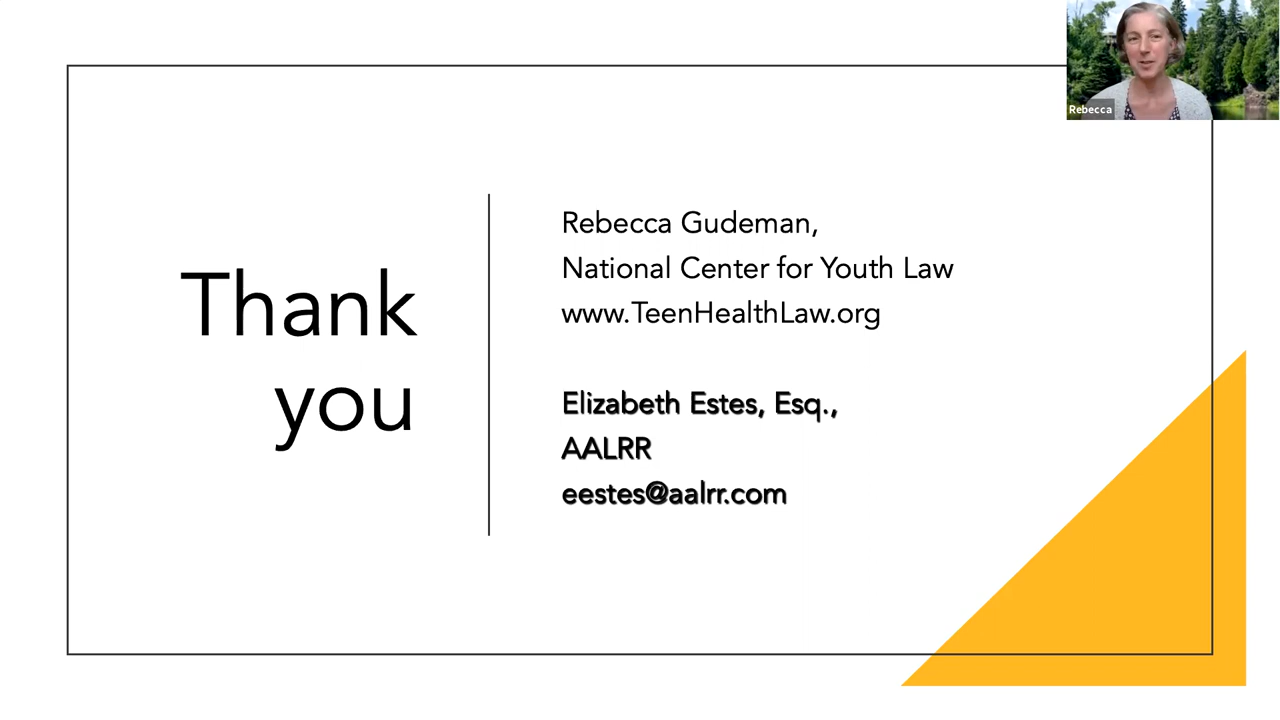 Rebecca
Thank
you
Rebecca Gudeman,
National Center for Youth Law
www.TeenHealthLaw.org
Elizabeth Estes, Esq.,
AALRR
eestes@aalrr.com